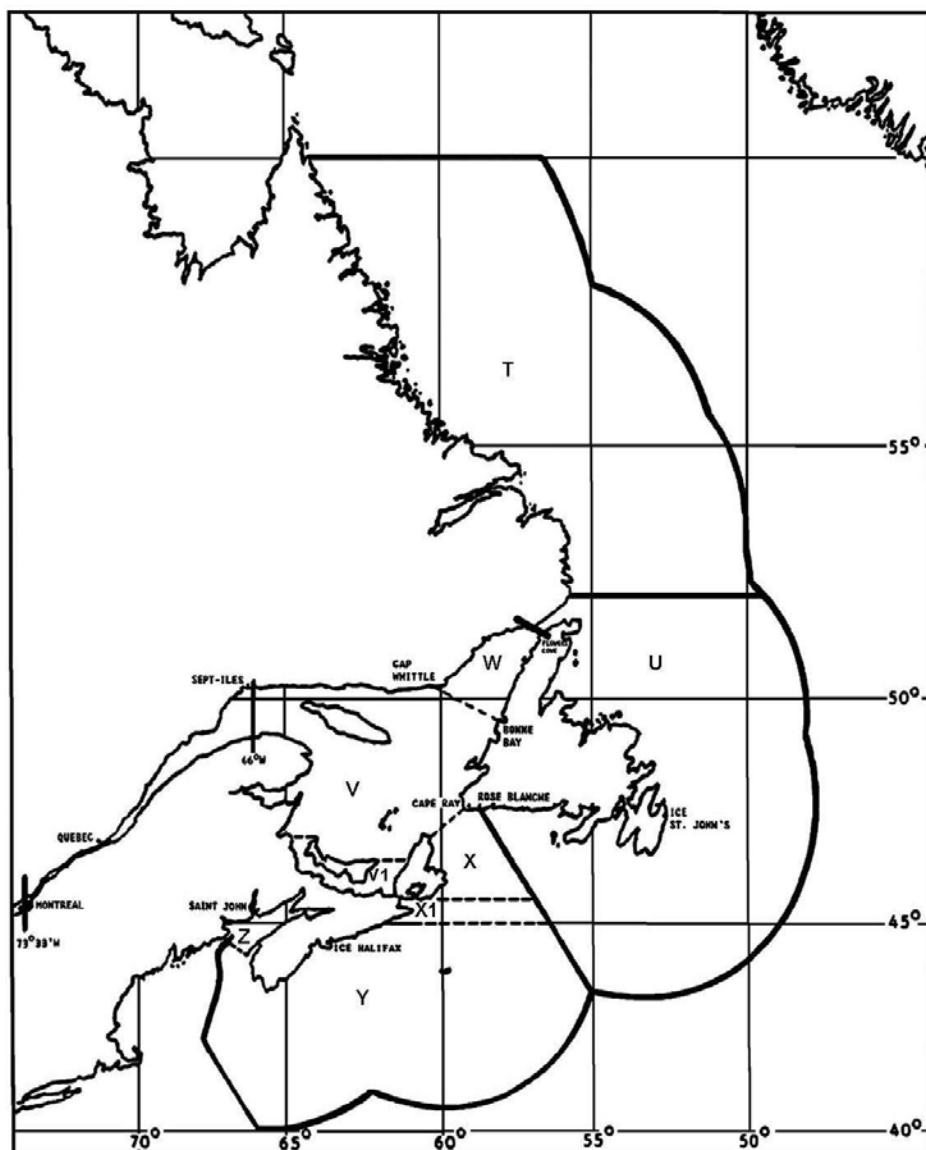 T
55°
W
U
FLOWERS
COVE
CAP
WHITTLE
SEPT-ILES
50°
BONNE
BAY
66°W
V
CAPE RAY
ROSE BLANCHE
ICE
ST. JOHN'S
QUEBEC
X
V1
MONTREAL
SAINT JOHN
X1
45°
73°33'W
Z
ICE HALIFAX
Y
70°
65°
60°
55°
50°
40°